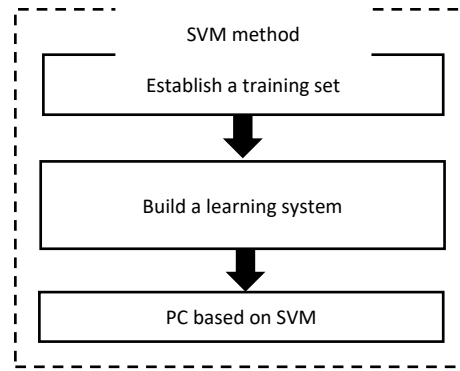 SVM method
Establish a training set
Build a learning system
PC based on SVM